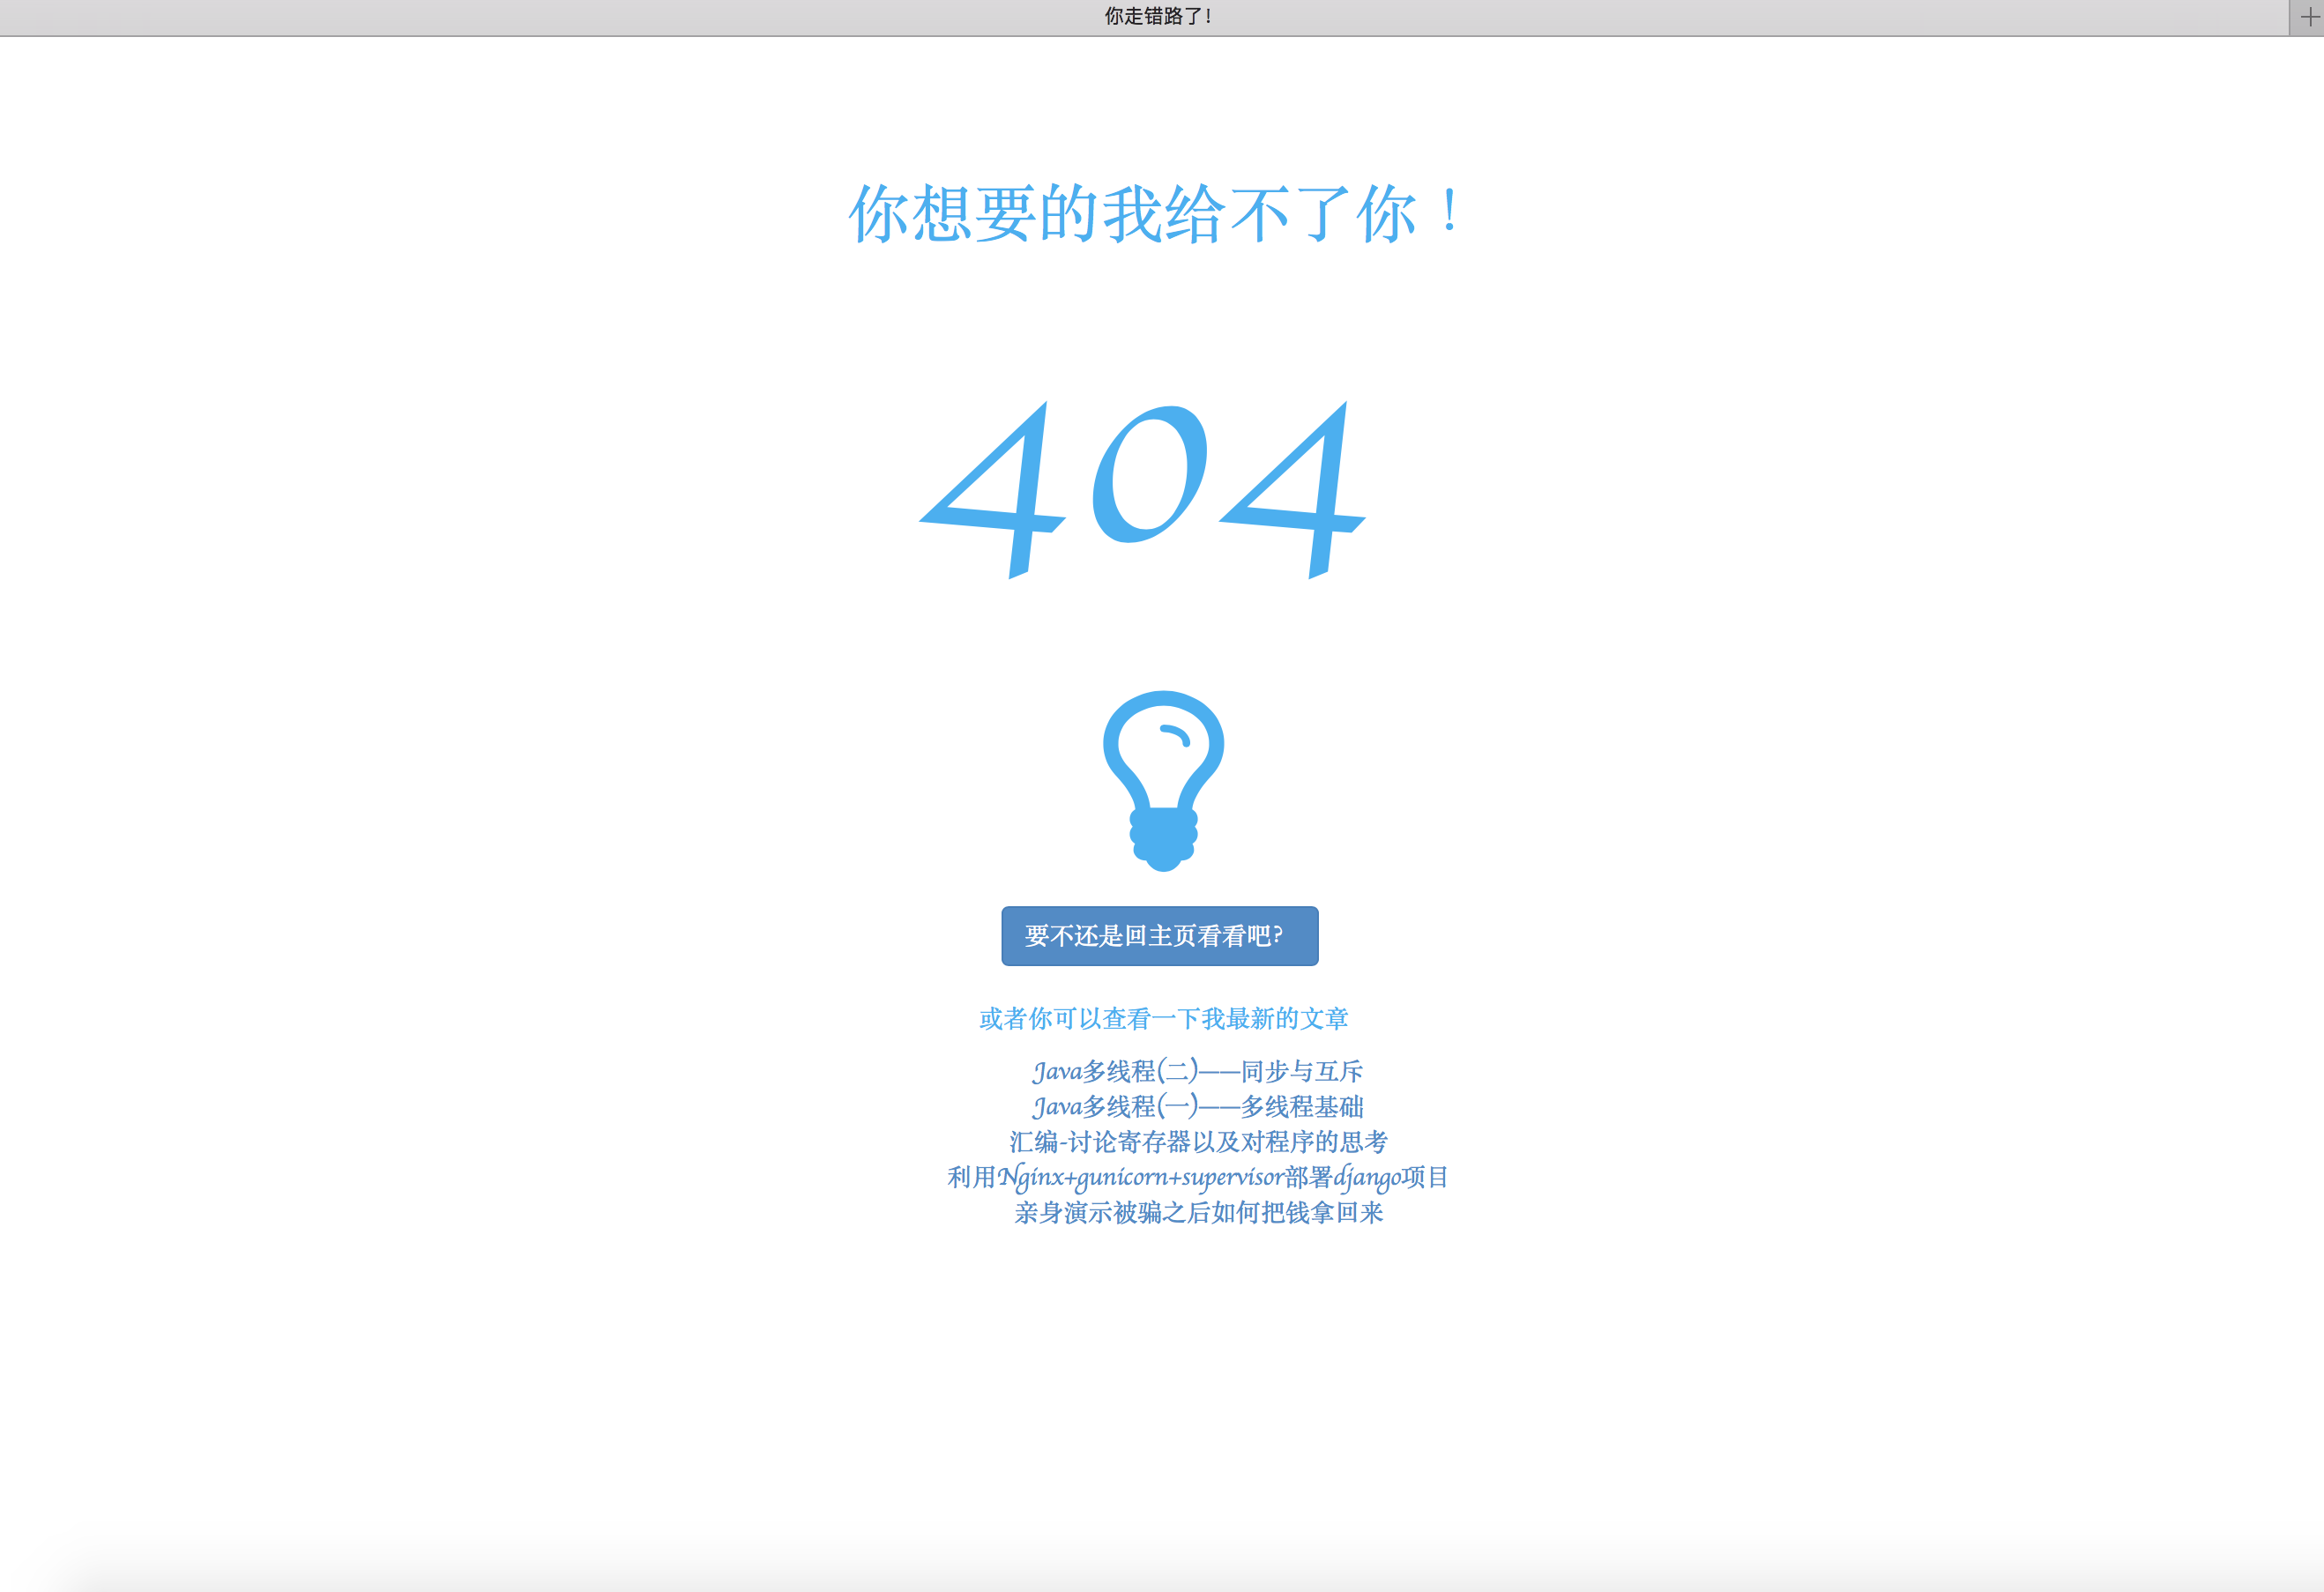 你走错路了!
你想要的我给不了你！
404
要不还是回主页看看吧?
或者你可以查看一下我最新的文章
Java多线程(二)——同步与互斥
Java多线程(一)——多线程基础
汇编-讨论寄存器以及对程序的思考
利用Nginx+gunicorn+supervisor部署django项目
亲身演示被骗之后如何把钱拿回来